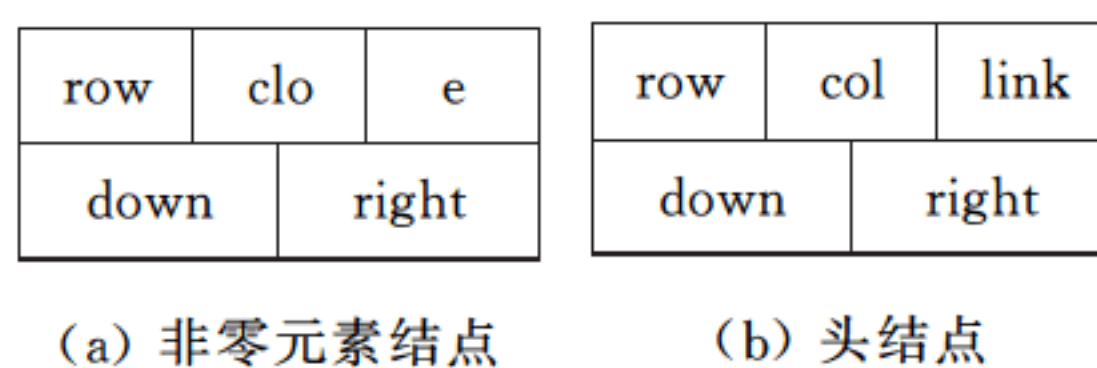 row clo e
down right
(a) 非零元素结点
row col link
down right
(b) 头结点